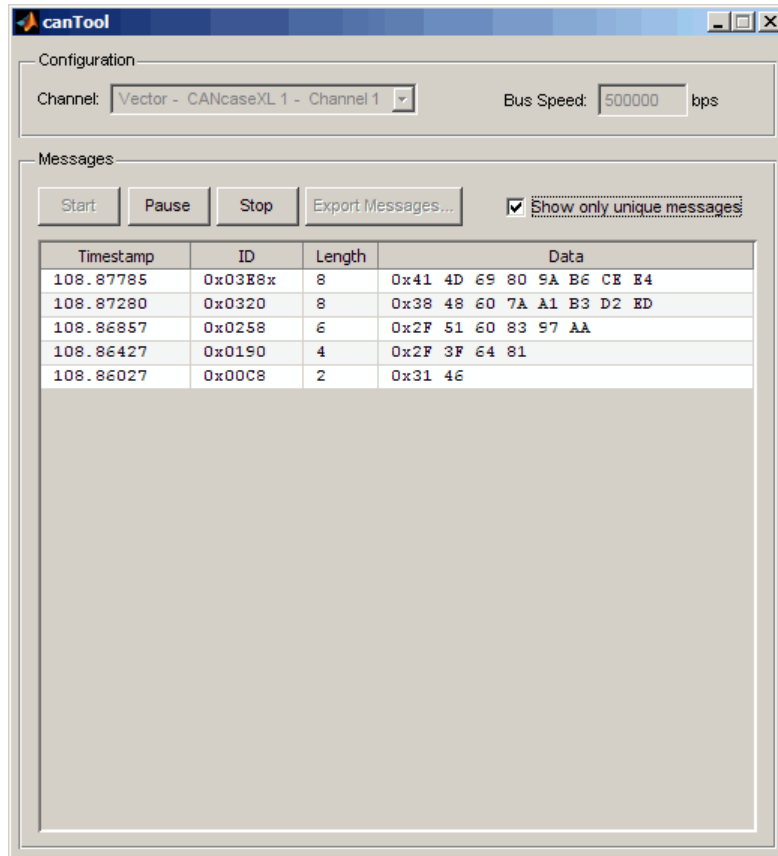 canTool
Configuration
Channel: Vector - CANcaseXL 1 - Channel 1 Bus Speed: 500000 bps
Messages
Start Pause Stop Export Messages... Show only unique messages
Timestamp ID Length Data
108.87785 0x03E8x 8 0x41 4D 69 80 9A B6 CE E4
108.87280 0x0320 8 0x38 48 60 7A A1 B3 D2 ED
108.86857 0x0258 6 0x2F 51 60 83 97 AA
108.86427 0x0190 4 0x2F 3F 64 81
108.86027 0x00C8 2 0x31 46